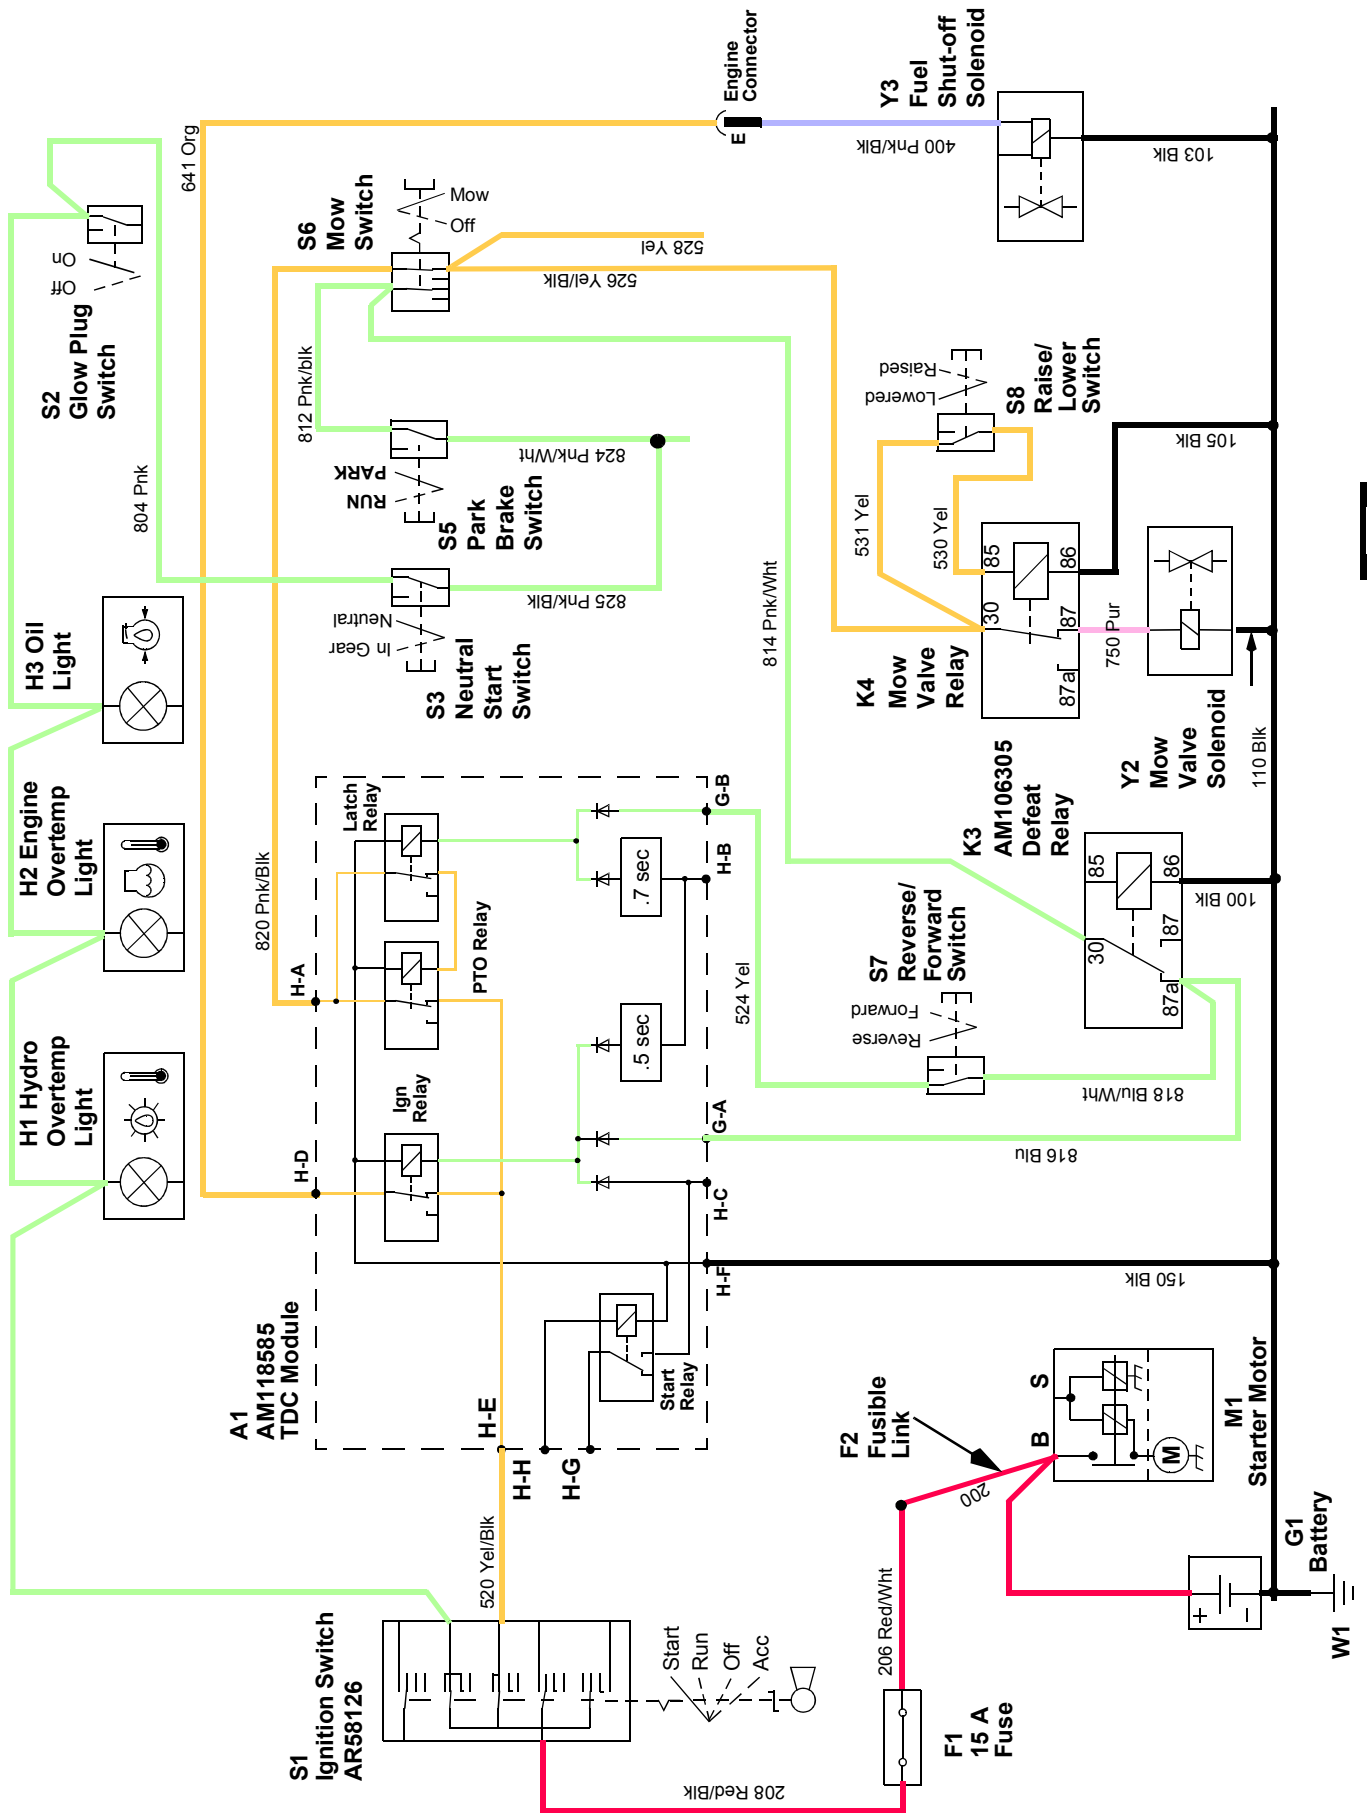 S1
Ignition Switch
AR58126
Start
Run
Off
Acc
208 Red/Blk
F1
15 A
Fuse
206 Red/Wht
520 Yel/Blk
F2
Fusible
Link
200
B
S
M
M1
Starter Motor
G1
Battery
+
-
W1
A1
AM118585
TDC Module
H-E
H-H
H-G
Start
Relay
H-F
150 Blk
H-D
Ign
Relay
H-C
G-A
816 Blu
H-A
820 Pnk/Blk
PTO Relay
Latch
Relay
.5 sec
.7 sec
H-B
G-B
524 Yel
H1 Hydro
Overtemp
Light
H2 Engine
Overtemp
Light
H3 Oil
Light
804 Pnk
S2
Glow Plug
Switch
Off
On
641 Org
S3
Neutral
Start
Switch
In Gear
Neutral
825 Pnk/Blk
S5
Park
Brake
Switch
RUN
PARK
824 Pnk/Wht
812 Pnk/blk
S6
Mow
Switch
Off
Mow
526 Yel/Blk
528 Yel
814 Pnk/Wht
S7
Reverse/
Forward
Switch
Reverse
Forward
818 Blu/Wht
K3
AM106305
Defeat
Relay
30
85
86
87
87a
100 Blk
K4
Mow
Valve
Relay
30
85
86
87
87a
531 Yel
530 Yel
750 Pur
105 Blk
S8
Raise/
Lower
Switch
Lowered
Raised
Y2
Mow
Valve
Solenoid
110 Blk
Engine
Connector
E
400 Pnk/Blk
Y3
Fuel
Shut-off
Solenoid
103 Blk